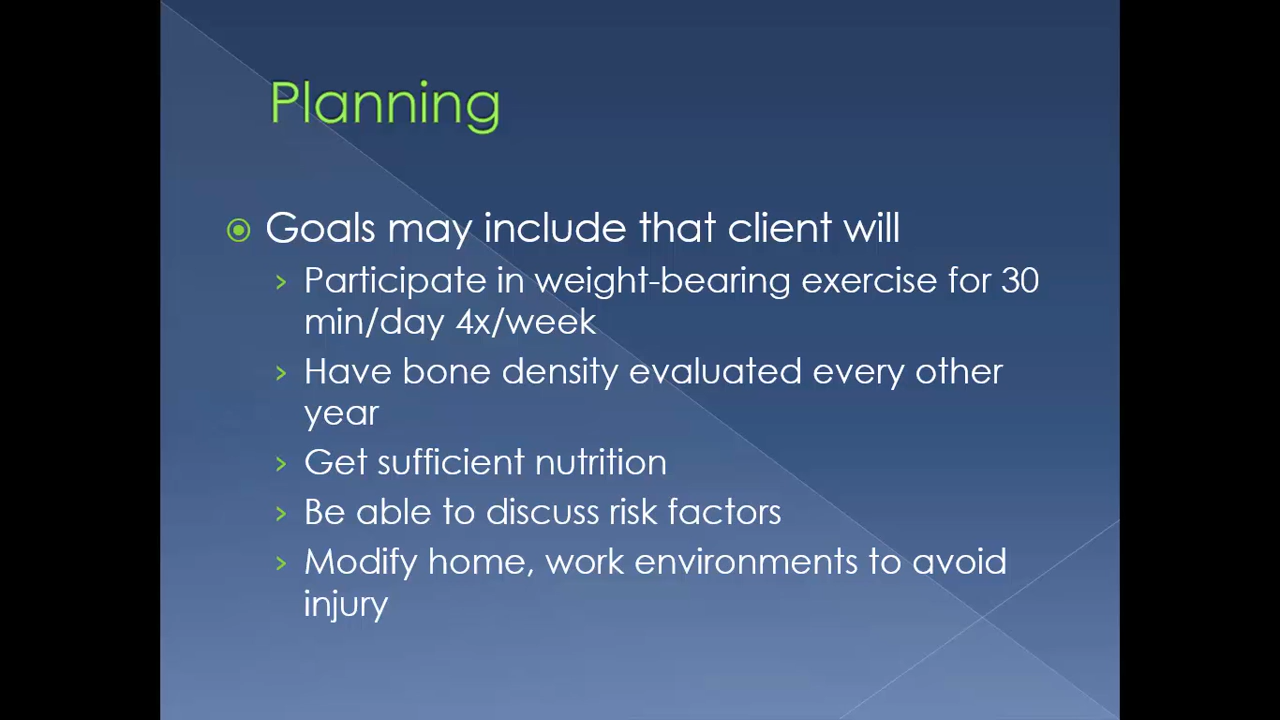 Planning
Goals may include that client will
Participate in weight-bearing exercise for 30
min/day 4x/week
Have bone density evaluated every other
year
Get sufficient nutrition
Be able to discuss risk factors
Modify home, work environments to avoid
injury